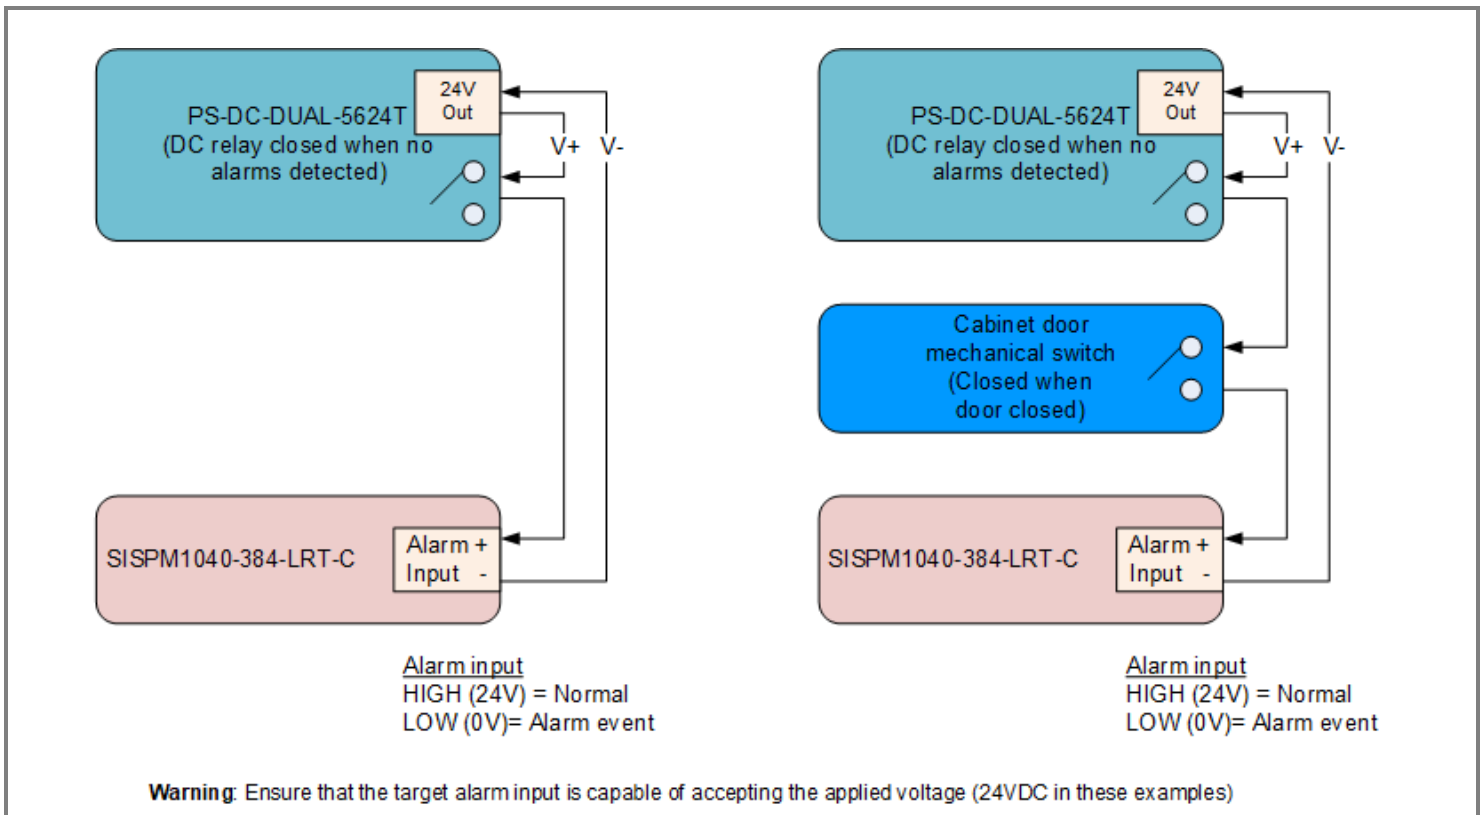 24V
Out
PS-DC-DUAL-5624T
(DC relay closed when no
alarms detected)
V+ V-
SISPM1040-384-LRT-C
Alarm +
Input -
Alarm input
HIGH (24V) = Normal
LOW (0V)= Alarm event
24V
Out
PS-DC-DUAL-5624T
(DC relay closed when no
alarms detected)
V+ V-
Cabinet door
mechanical switch
(Closed when
door closed)
SISPM1040-384-LRT-C
Alarm +
Input -
Alarm input
HIGH (24V) = Normal
LOW (0V)= Alarm event
Warning: Ensure that the target alarm input is capable of accepting the applied voltage (24VDC in these examples)